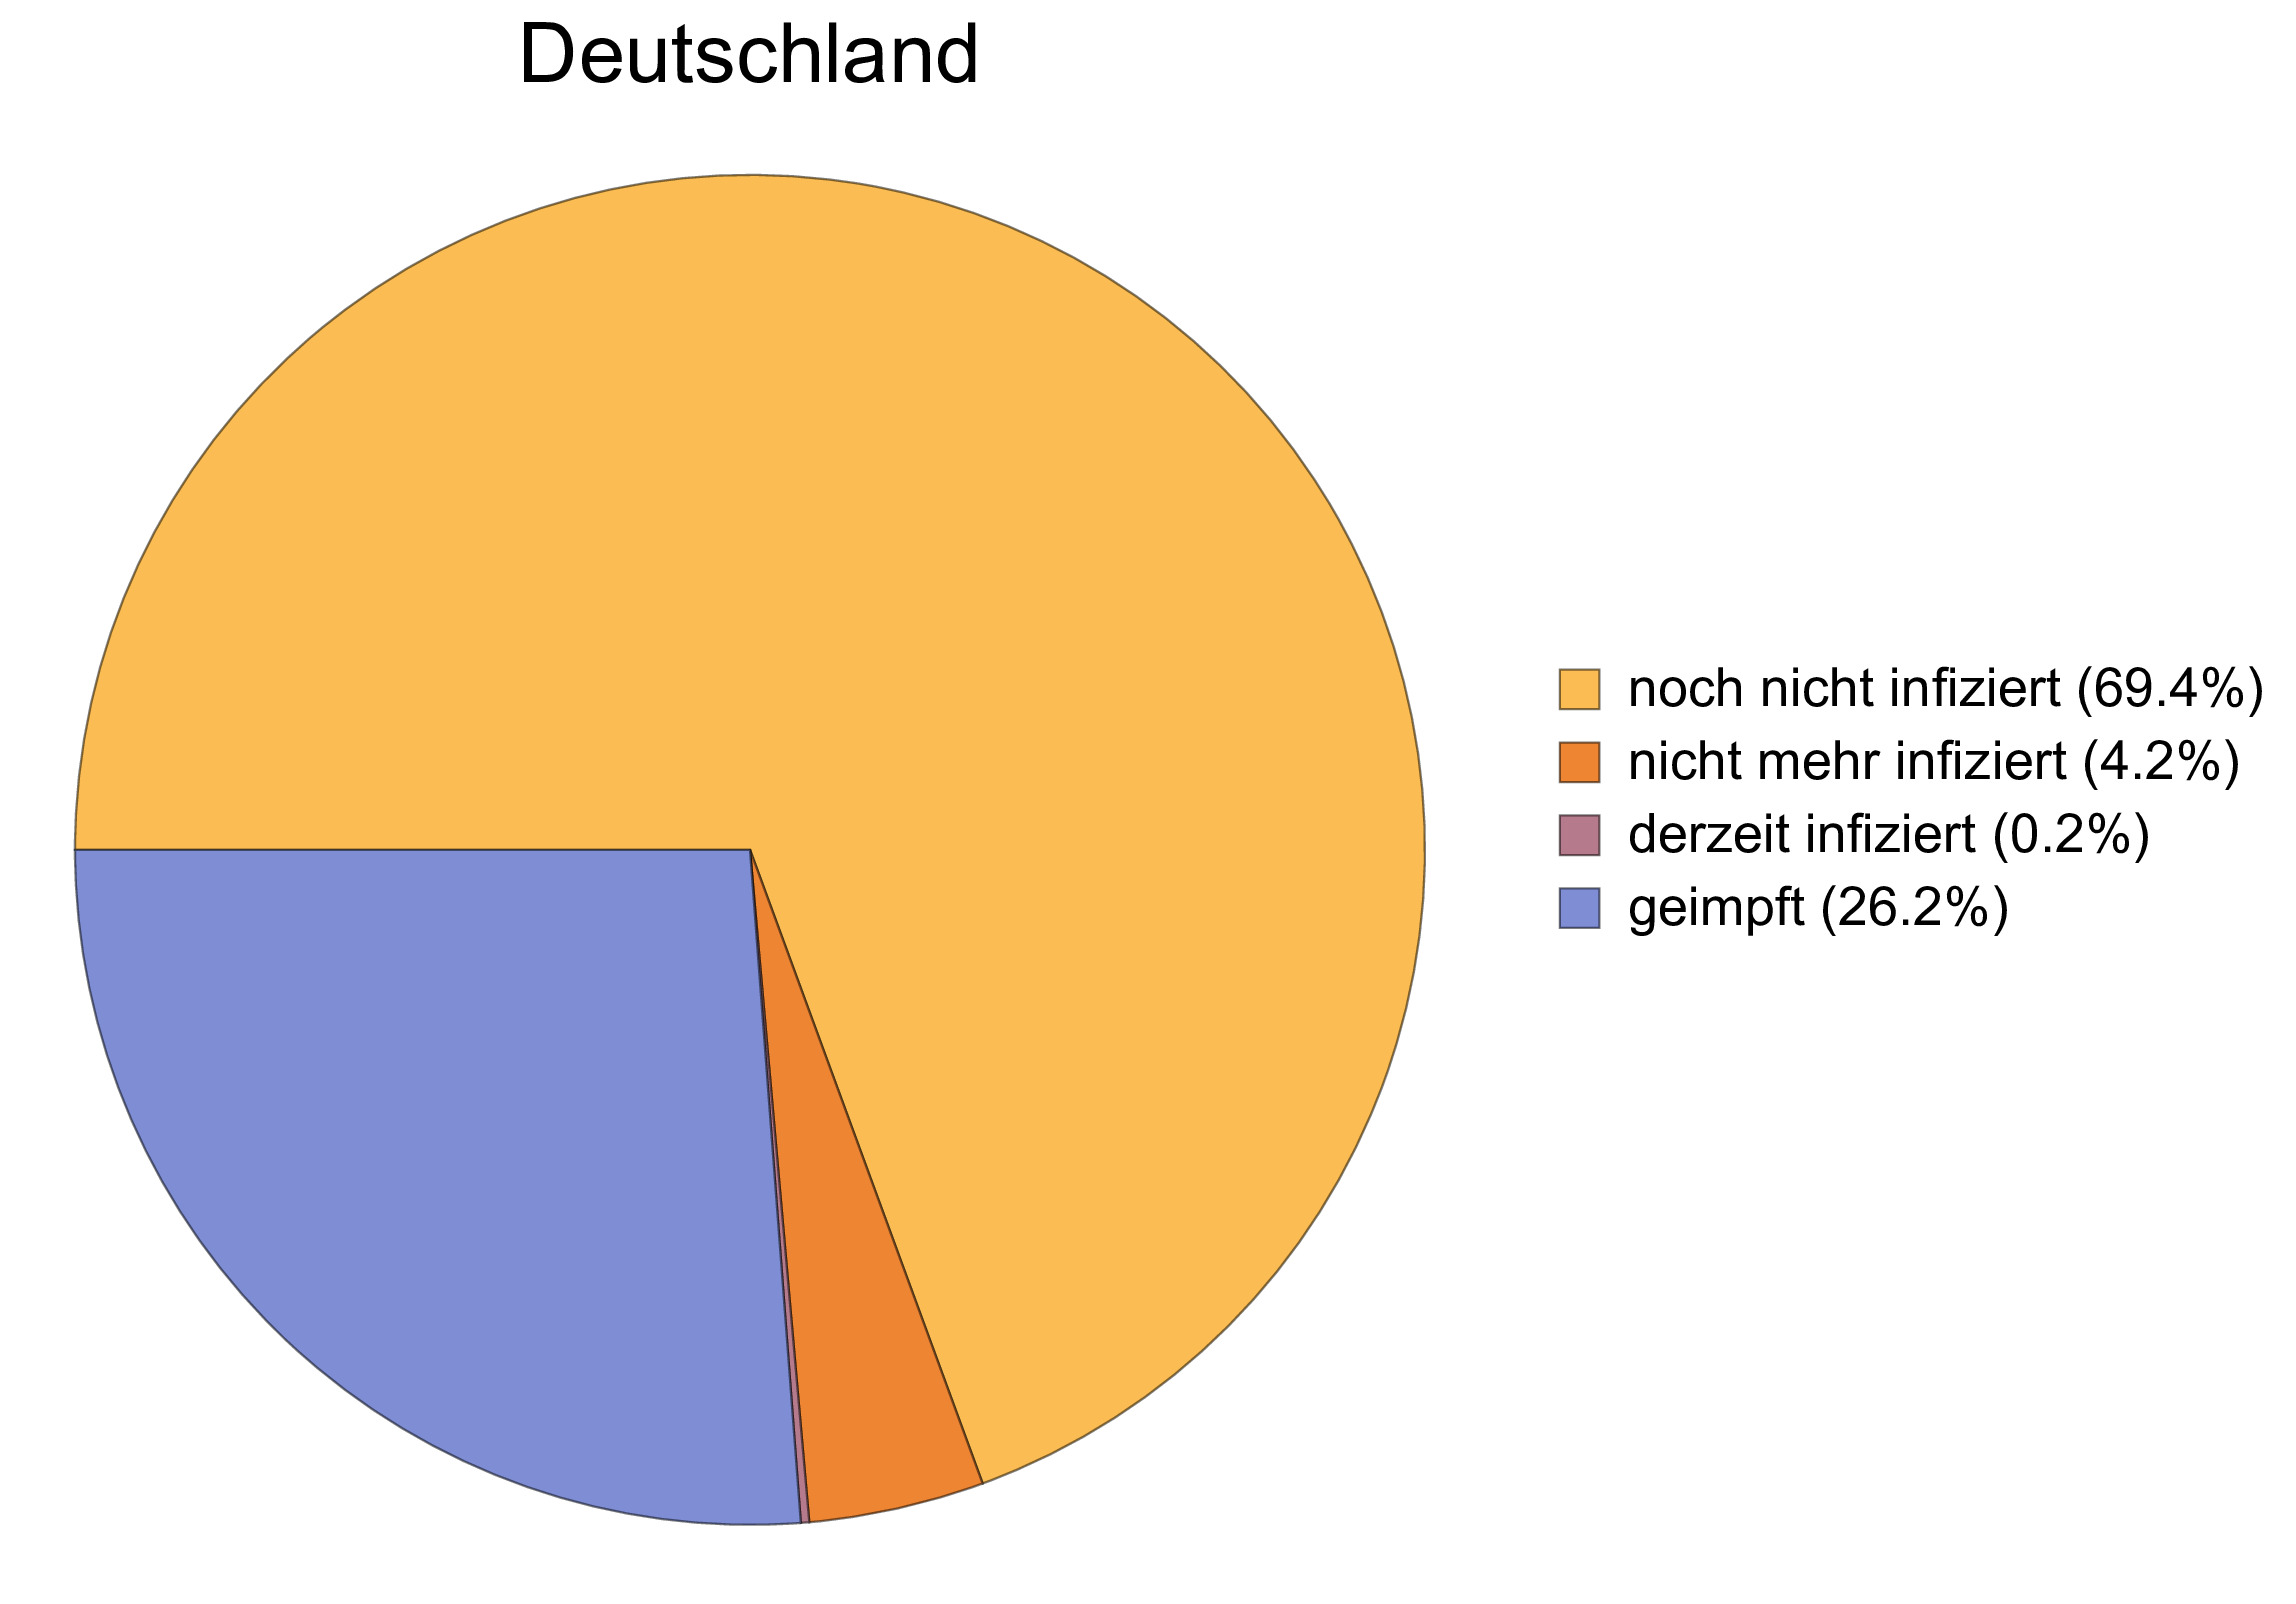 Deutschland
noch nicht infiziert (69.4%)
nicht mehr infiziert (4.2%)
derzeit infiziert (0.2%)
geimpft (26.2%)